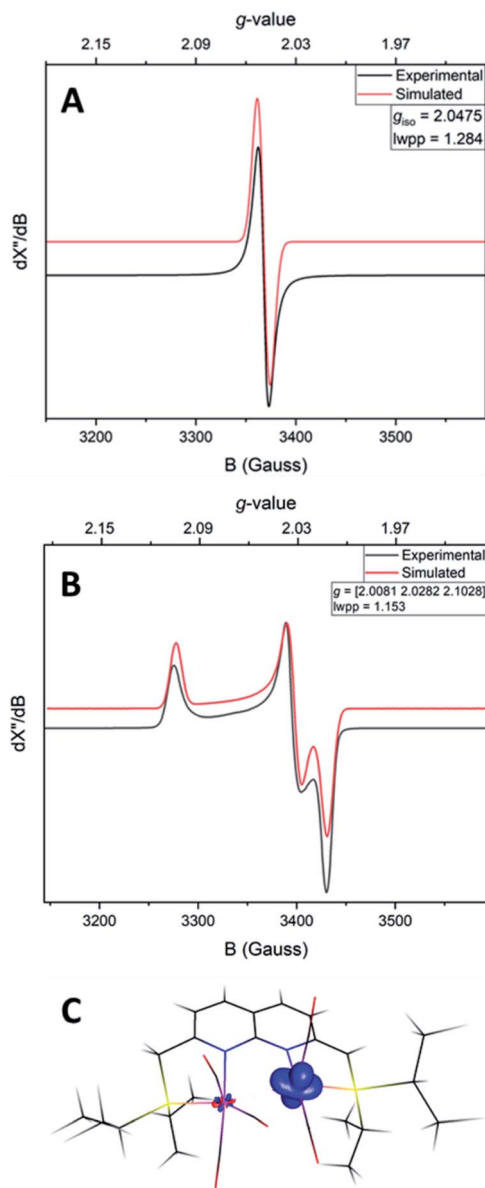 g-value
2.15 2.09 2.03 1.97
A
Experimental
Simulated
giso = 2.0475
lwpp = 1.284
dX"/dB
3200 3300 3400 3500
B (Gauss)
g-value
2.15 2.09 2.03 1.97
B
Experimental
Simulated
g = [2.0081 2.0282 2.1028]
lwpp = 1.153
dX"/dB
3200 3300 3400 3500
B (Gauss)
C